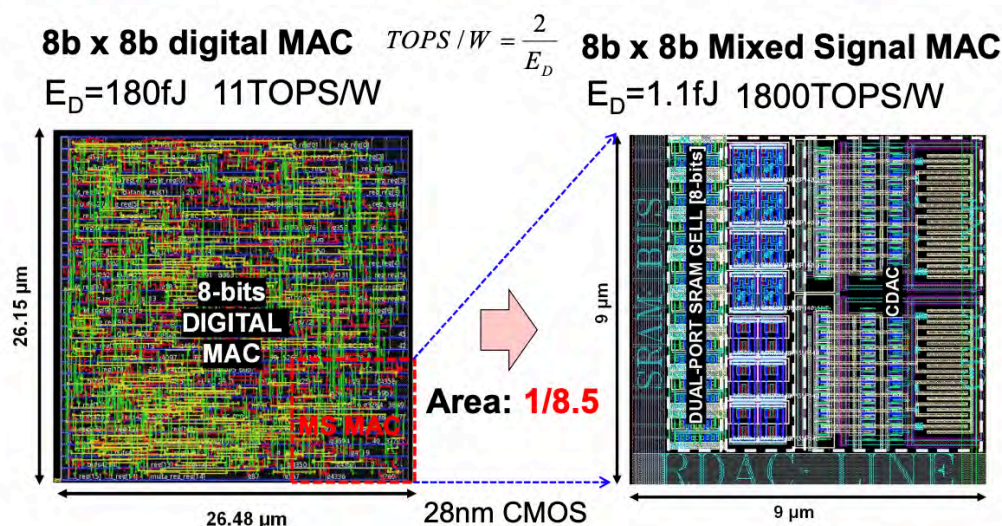 8b x 8b digital MAC
TOPS / W = 2 / E_D
8b x 8b Mixed Signal MAC
E_D=180fJ 11TOPS/W
E_D=1.1fJ 1800TOPS/W
26.15 µm
8-bits
DIGITAL
MAC
MS MAC
26.48 µm
Area: 1/8.5
28nm CMOS
9 µm
SRAM BUS
DUAL-PORT SRAM CELL [8-bits]
CDAC
RDAC- LINE
9 µm